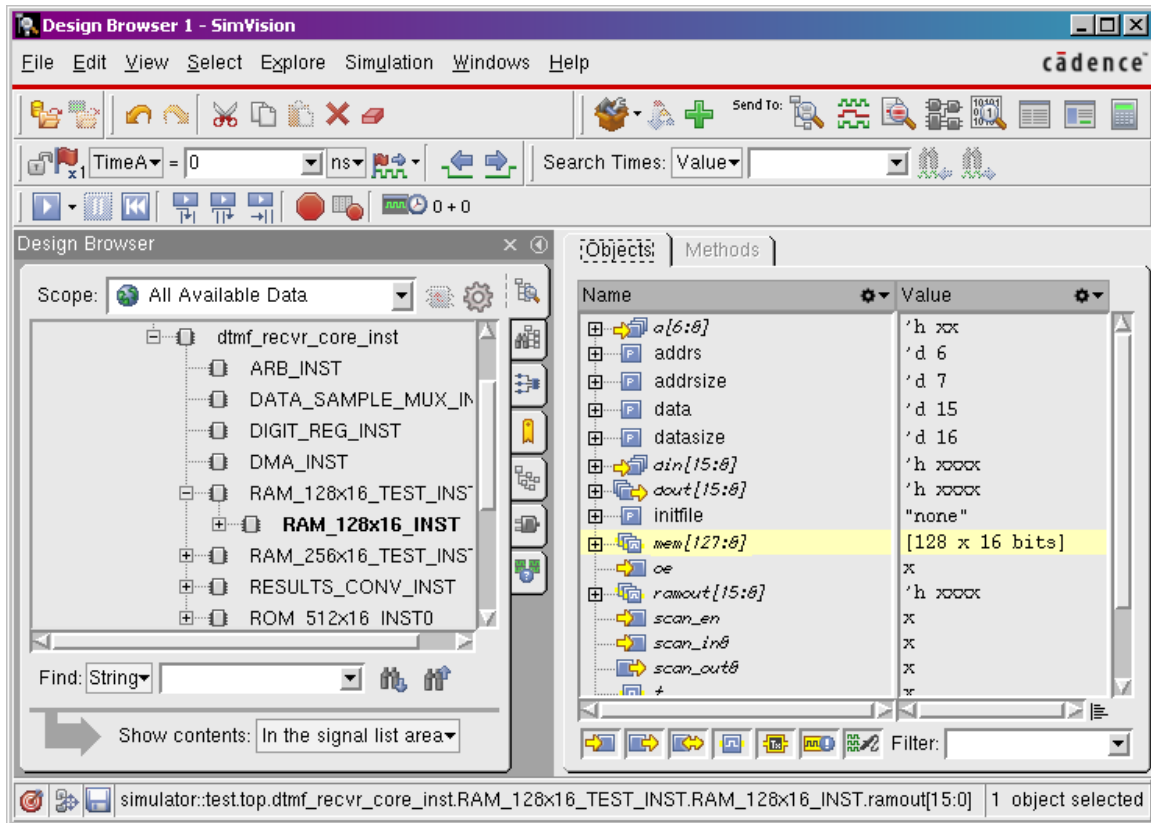 Design Browser 1 - SimVision
File Edit View Select Explore Simulation Windows Help cādence™
Send To:
x1 TimeA = 0 ns Search Times: Value
0 + 0
Design Browser
Scope: All Available Data
dtmf_recvr_core_inst
ARB_INST
DATA_SAMPLE_MUX_IN
DIGIT_REG_INST
DMA_INST
RAM_128x16_TEST_INST
RAM_128x16_INST
RAM_256x16_TEST_INST
RESULTS_CONV_INST
ROM_512x16_INST0
Find: String
Show contents: In the signal list area
Objects Methods
Name Value
a[6:0] 'h xx
addrs 'd 6
addrsize 'd 7
data 'd 15
datasize 'd 16
din[15:0] 'h xxxx
dout[15:0] 'h xxxx
initfile "none"
mem[127:0] [128 x 16 bits]
oe x
ramout[15:0] 'h xxxx
scan_en x
scan_in0 x
scan_out0 x
t x
Filter:
simulator::test.top.dtmf_recvr_core_inst.RAM_128x16_TEST_INST.RAM_128x16_INST.ramout[15:0] 1 object selected